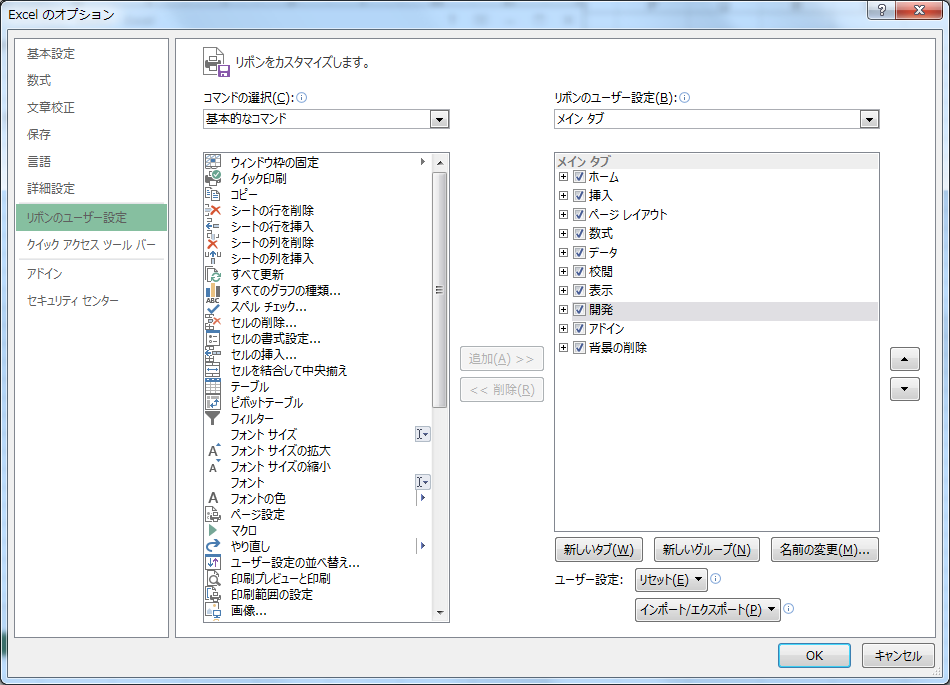 Excel のオプション
基本設定
数式
文章校正
保存
言語
詳細設定
リボンのユーザー設定
クイック アクセス ツール バー
アドイン
セキュリティ センター
リボンをカスタマイズします。
コマンドの選択(C):
基本的なコマンド
ウィンドウ枠の固定
クイック印刷
コピー
シートの行を削除
シートの行を挿入
シートの列を削除
シートの列を挿入
すべて更新
すべてのグラフの種類...
ABC
スペル チェック...
セルの削除...
セルの書式設定...
セルの挿入...
セルを結合して中央揃え
テーブル
ピボットテーブル
フィルター
フォント サイズ
フォント サイズの拡大
フォント サイズの縮小
フォント
フォントの色
ページ設定
マクロ
やり直し
ユーザー設定の並べ替え...
印刷プレビューと印刷
印刷範囲の設定
画像...
追加(A) >>
<< 削除(R)
リボンのユーザー設定(B):
メイン タブ
メイン タブ
ホーム
挿入
ページ レイアウト
数式
データ
校閲
表示
開発
アドイン
背景の削除
新しいタブ(W)
新しいグループ(N)
名前の変更(M)...
ユーザー設定:
リセット(E)
インポート/エクスポート(P)
OK
キャンセル